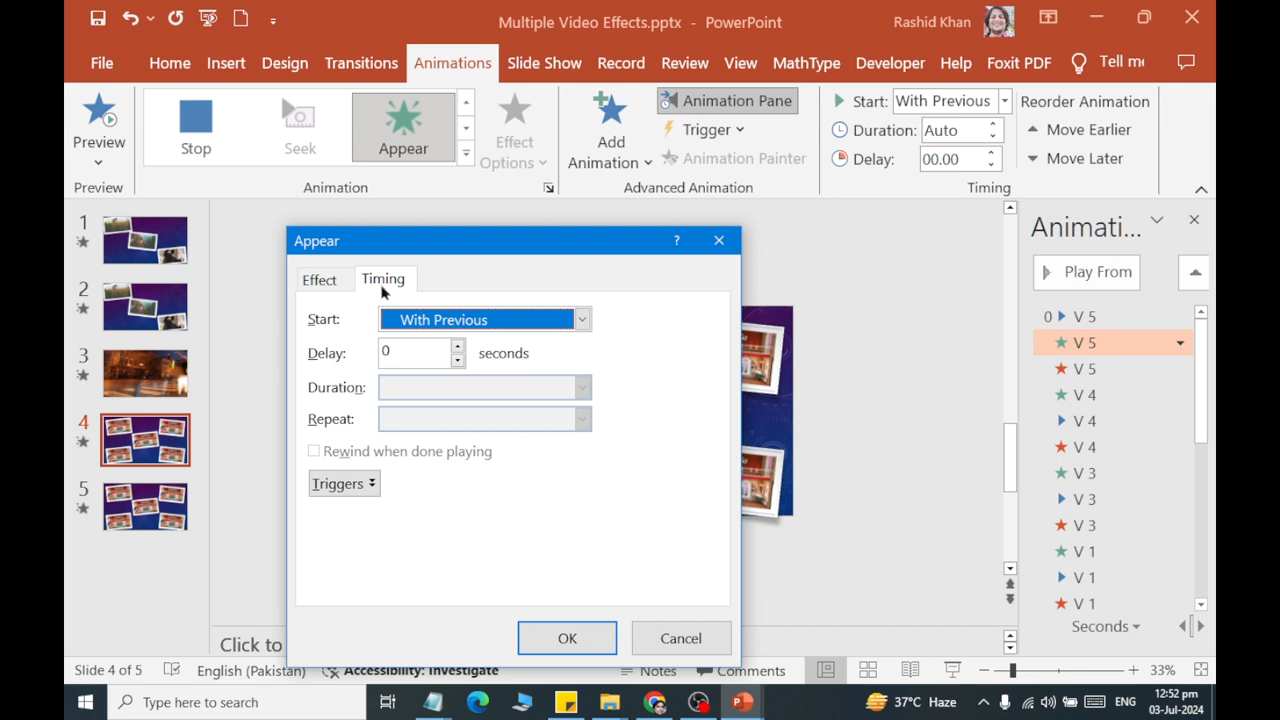 Multiple Video Effects.pptx - PowerPoint
Rashid Khan
File Home Insert Design Transitions Animations Slide Show Record Review View MathType Developer Help Foxit PDF Tell me
Preview
Preview
Stop
Seek
Appear
Effect
Options
Animation
Add
Animation
Animation Pane
Trigger
Animation Painter
Advanced Animation
Start: With Previous
Duration: Auto
Delay: 00.00
Reorder Animation
Move Earlier
Move Later
Timing
1
2
3
4
5
Appear
?
Effect Timing
Start: With Previous
Delay: 0 seconds
Duration:
Repeat:
Rewind when done playing
Triggers
OK Cancel
Click to
Animati...
Play From
0 V 5
V 5
V 5
V 4
V 4
V 4
V 3
V 3
V 3
V 1
V 1
V 1
Seconds
Slide 4 of 5 English (Pakistan) Accessibility: Investigate Notes Comments 33%
Type here to search
37°C Haze
ENG
12:52 pm
03-Jul-2024